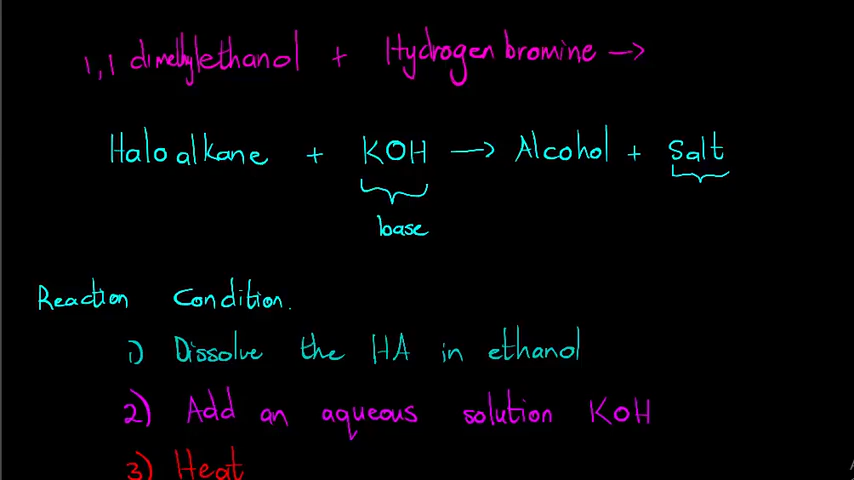 1,1 dimethylethanol + Hydrogen bromine →
Haloalkane + KOH → Alcohol + Salt
base
Reaction Condition.
1) Dissolve the HA in ethanol
2) Add an aqueous solution KOH
3) Heat